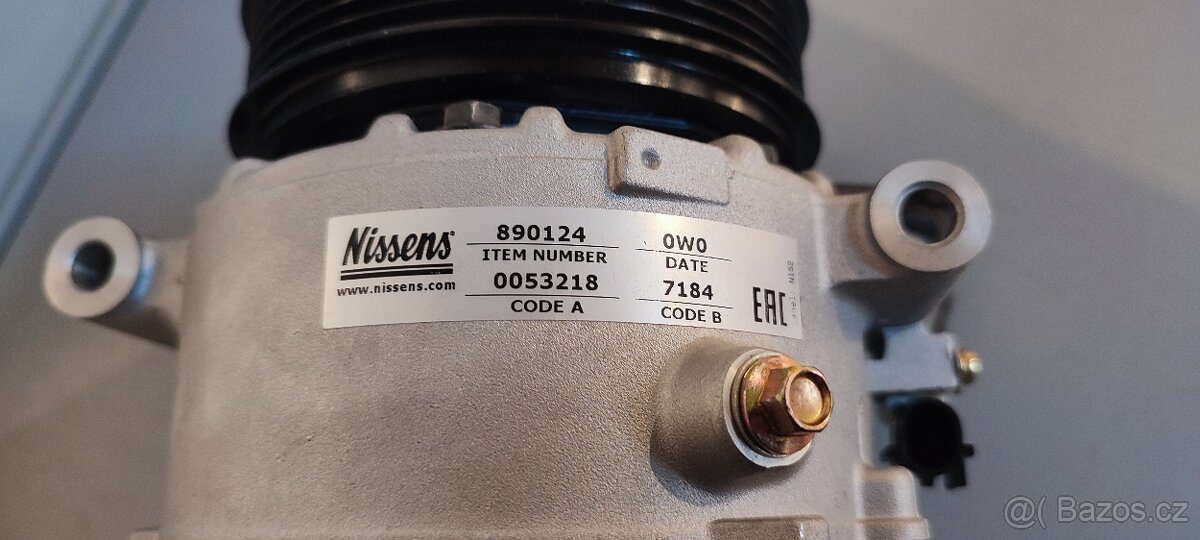 Nissens®
www.nissens.com
890124
ITEM NUMBER
0053218
CODE A
0W0
DATE
7184
CODE B
EAC
@( Bazos.cz